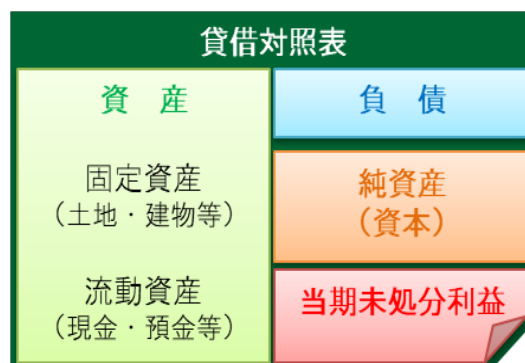 貸借対照表
資　産
固定資産
（土地・建物等）
流動資産
（現金・預金等）
負　債
純資産
（資本）
当期未処分利益